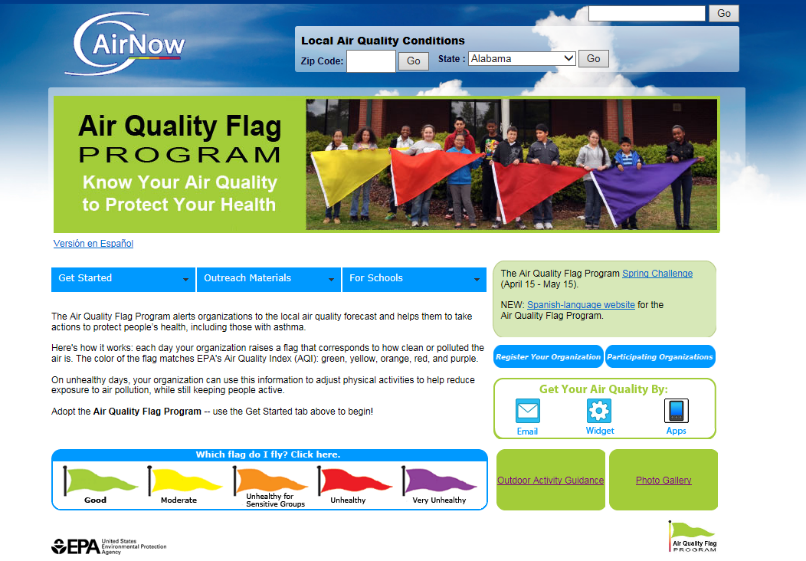 Go
AirNow
Local Air Quality Conditions
Zip Code: Go State : Alabama Go
Air Quality Flag
PROGRAM
Know Your Air Quality
to Protect Your Health
Versión en Español
Get Started
Outreach Materials
For Schools
The Air Quality Flag Program alerts organizations to the local air quality forecast and helps them to take
actions to protect people's health, including those with asthma.
Here's how it works: each day your organization raises a flag that corresponds to how clean or polluted the
air is. The color of the flag matches EPA's Air Quality Index (AQI): green, yellow, orange, red, and purple.
On unhealthy days, your organization can use this information to adjust physical activities to help reduce
exposure to air pollution, while still keeping people active.
Adopt the Air Quality Flag Program -- use the Get Started tab above to begin!
The Air Quality Flag Program Spring Challenge
(April 15 - May 15).
NEW: Spanish-language website for the
Air Quality Flag Program.
Register Your Organization
Participating Organizations
Get Your Air Quality By:
Email
Widget
Apps
Which flag do I fly? Click here.
Good
Moderate
Unhealthy for
Sensitive Groups
Unhealthy
Very Unhealthy
Outdoor Activity Guidance
Photo Gallery
EPA
United States
Environmental Protection
Agency
Air Quality Flag
PROGRAM